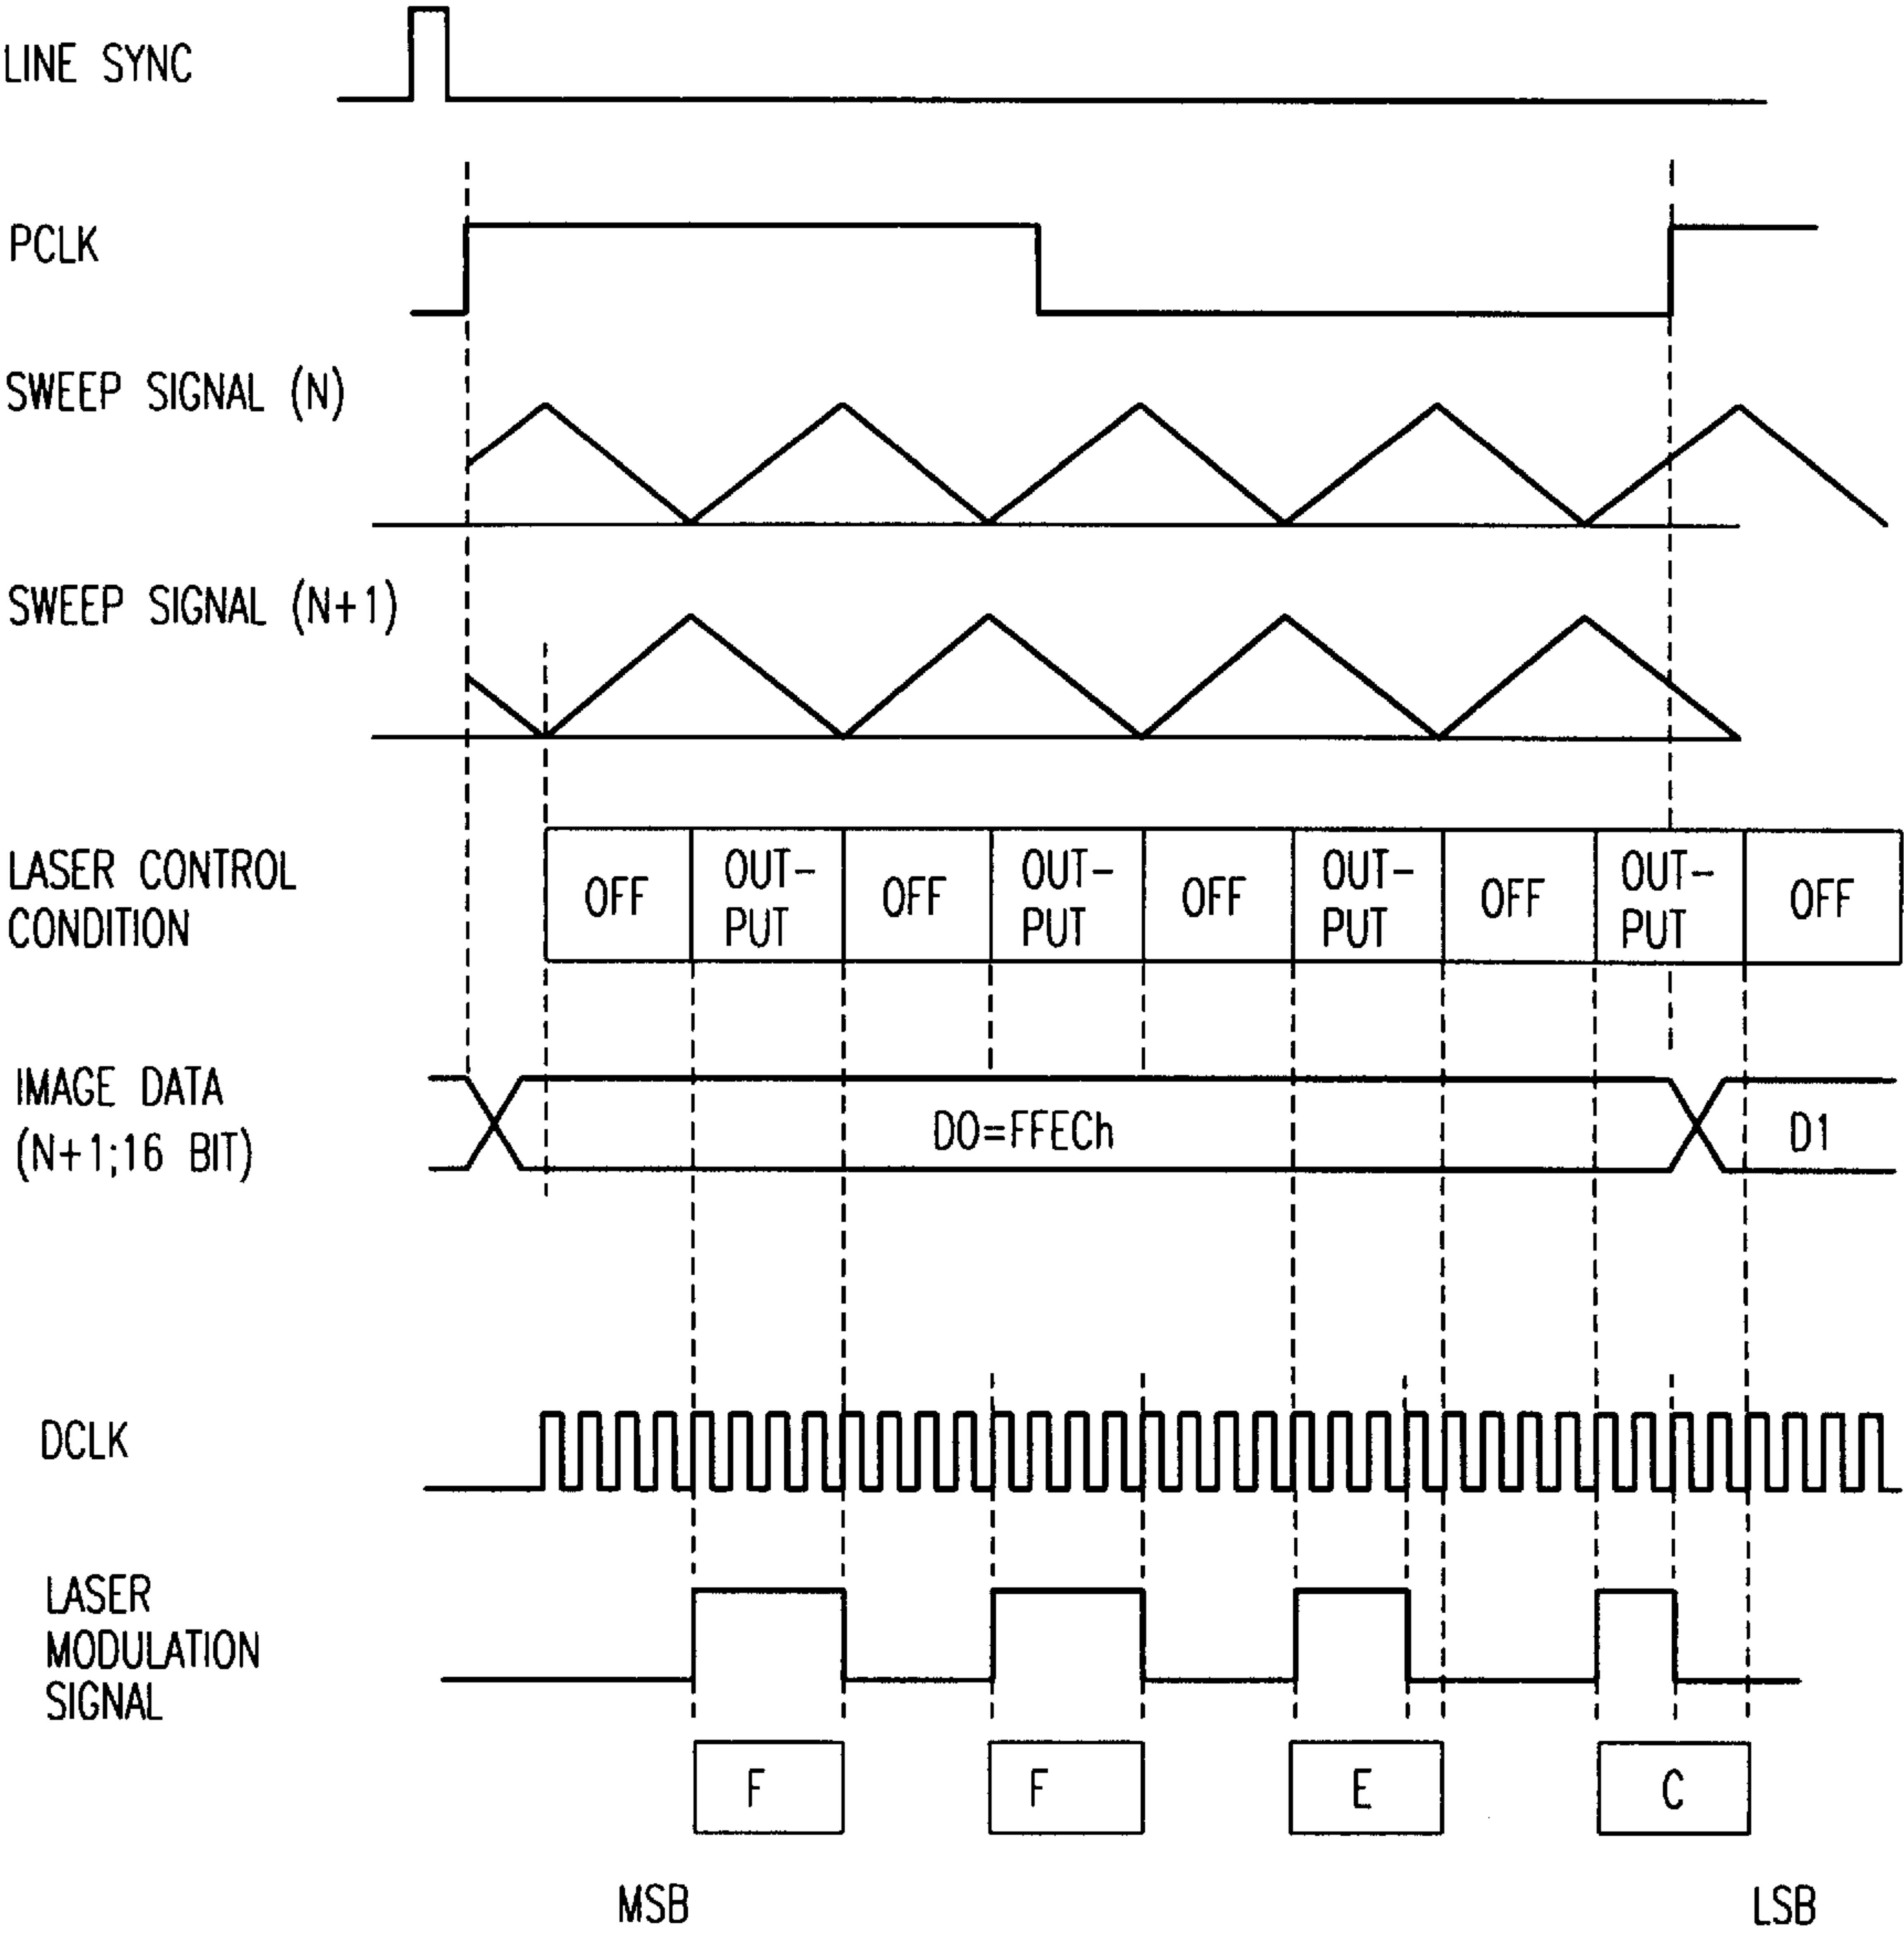 LINE SYNC
PCLK
SWEEP SIGNAL (N)
SWEEP SIGNAL (N+1)
LASER CONTROL
CONDITION
OFF
OUT-
PUT
OFF
OUT-
PUT
OFF
OUT-
PUT
OFF
OUT-
PUT
OFF
IMAGE DATA
(N+1;16 BIT)
D0=FFECh
D1
DCLK
LASER
MODULATION
SIGNAL
F
F
E
C
MSB
LSB